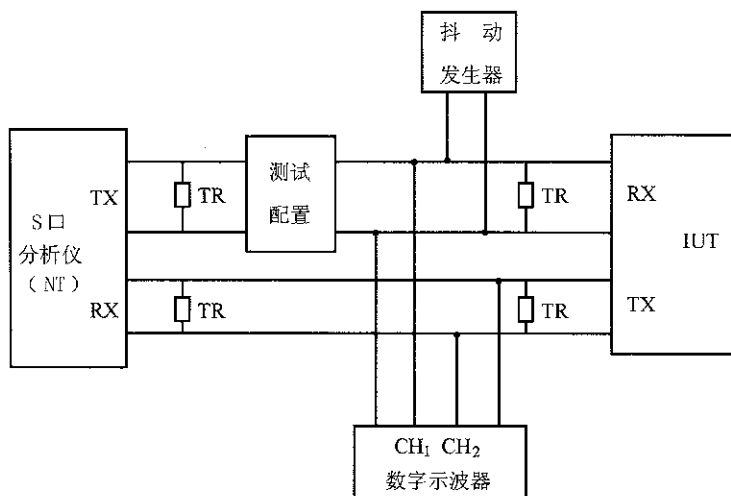 抖 动
发生器
S口
分析仪
（NT）
TX
RX
TR
TR
测试
配置
TR
TR
RX
TX
IUT
CH₁ CH₂
数字示波器